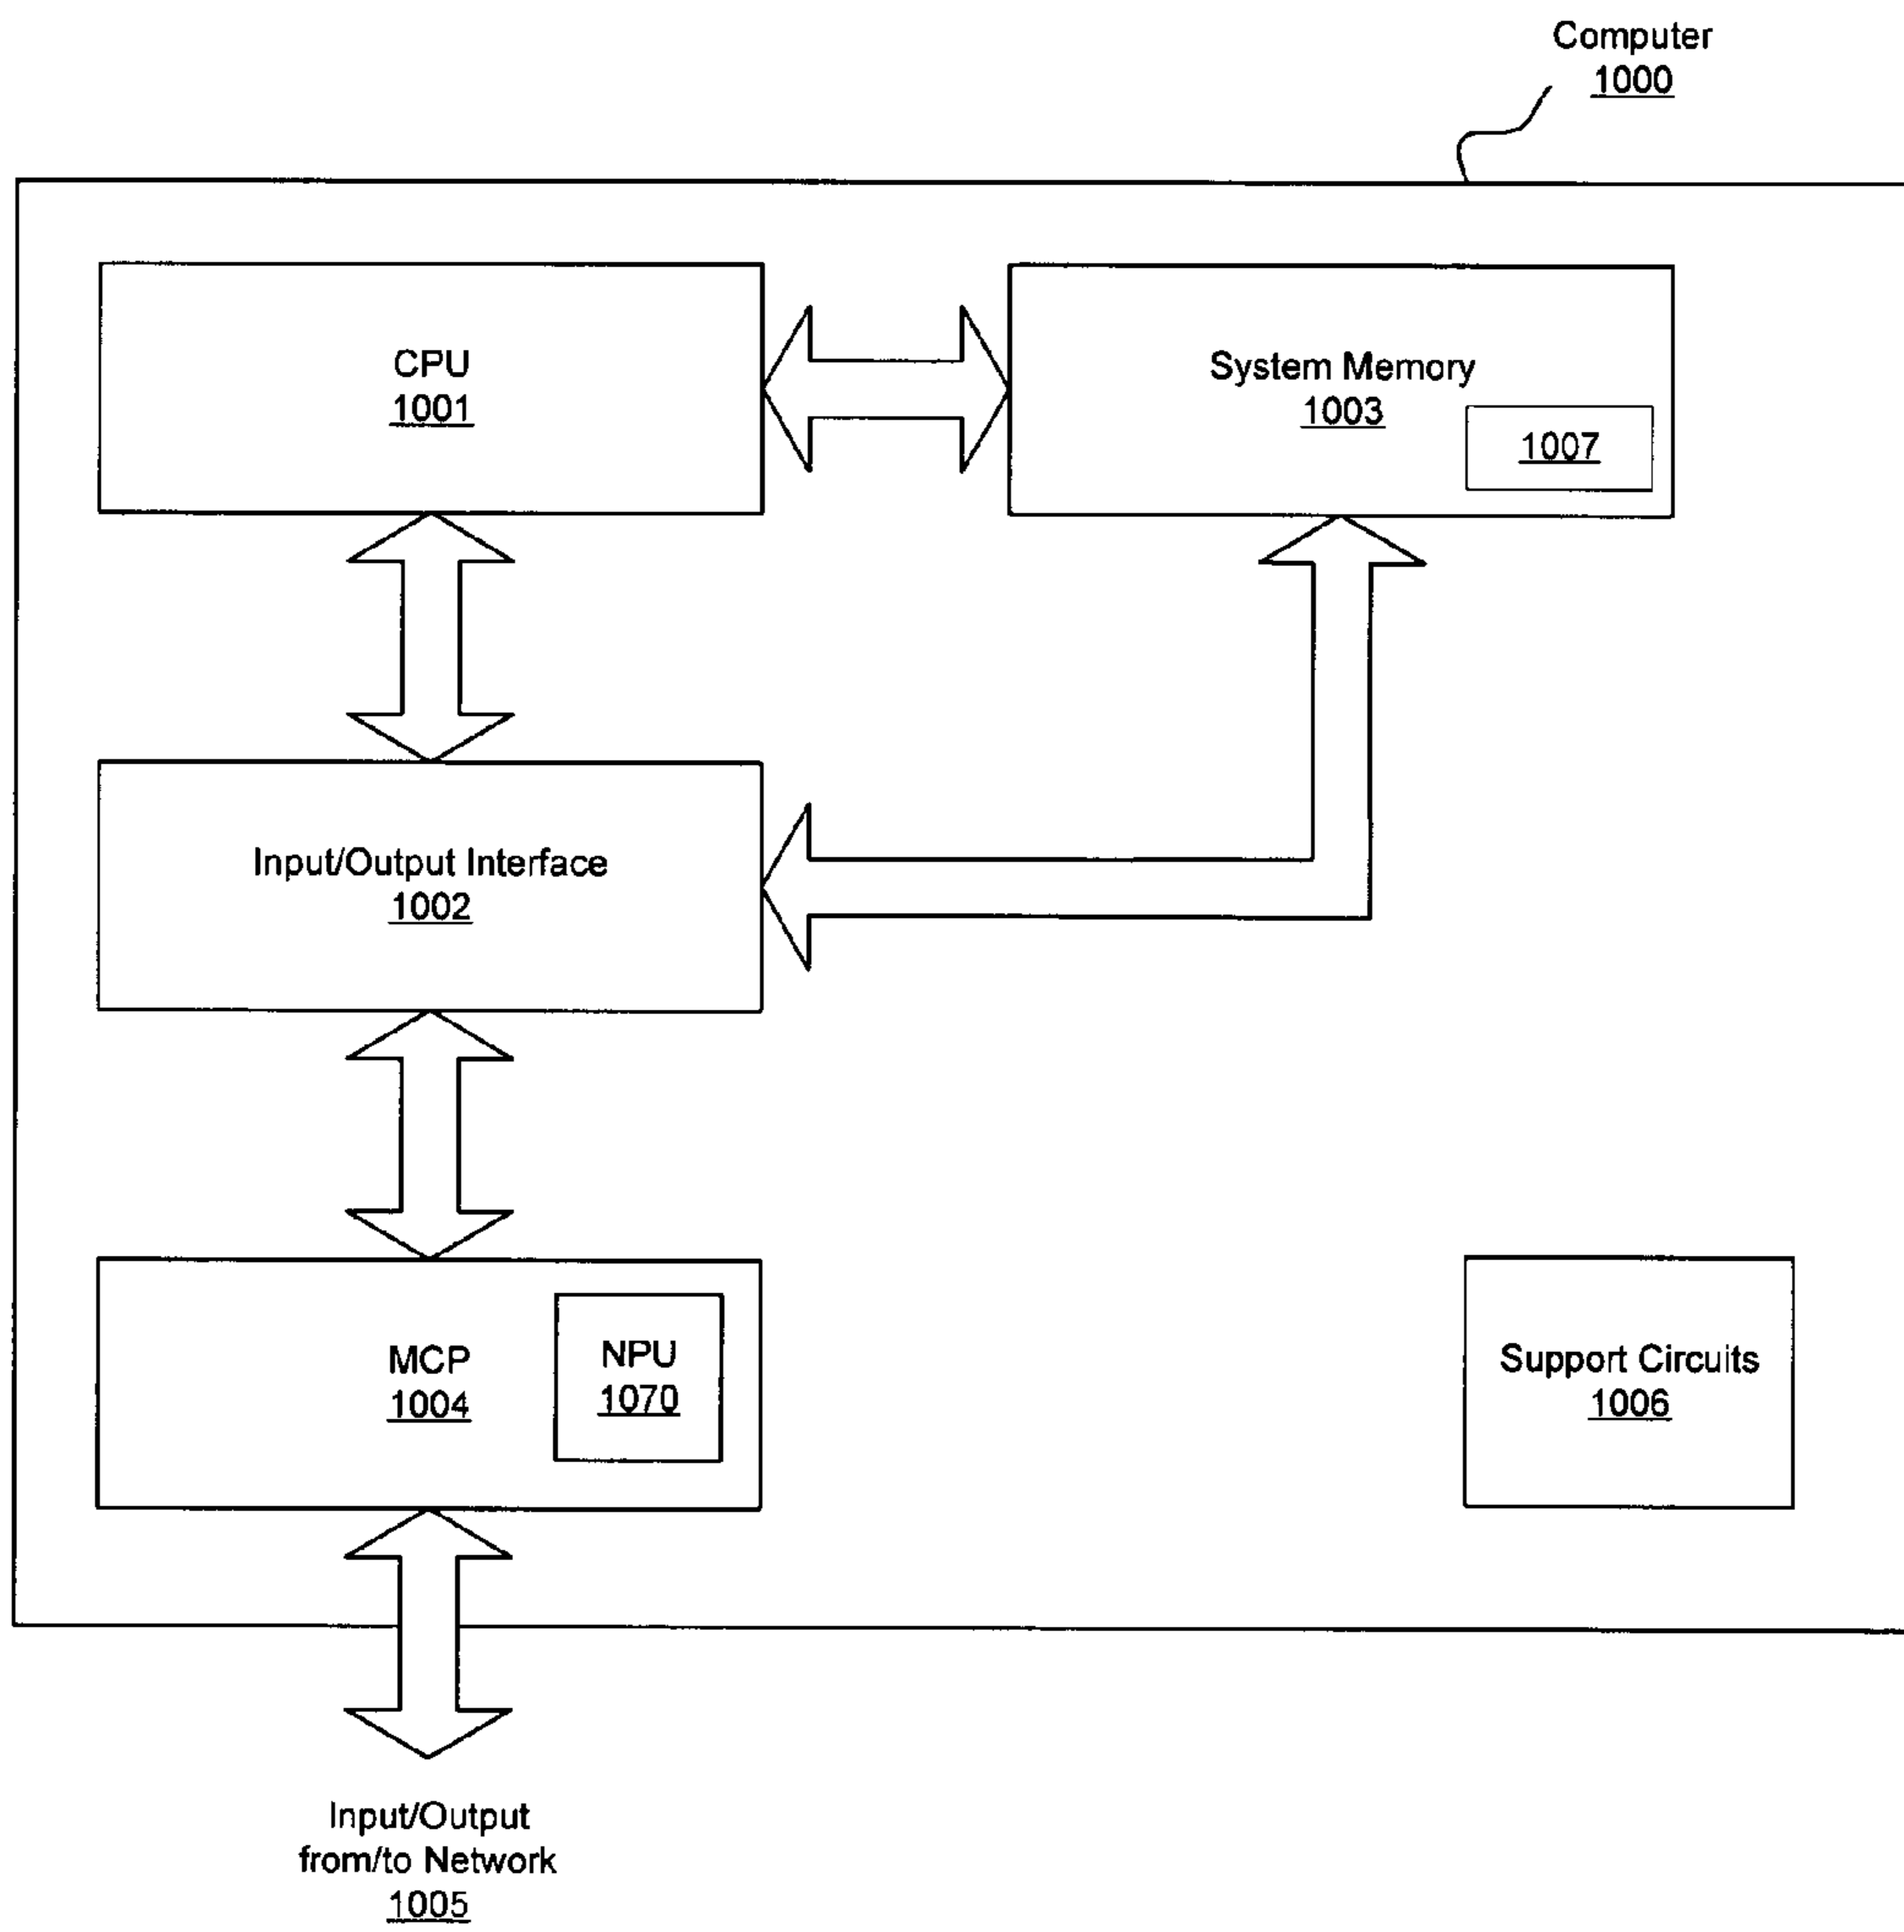 Computer
1000
CPU
1001
System Memory
1003
1007
Input/Output Interface
1002
MCP
1004
NPU
1070
Support Circuits
1006
Input/Output
from/to Network
1005